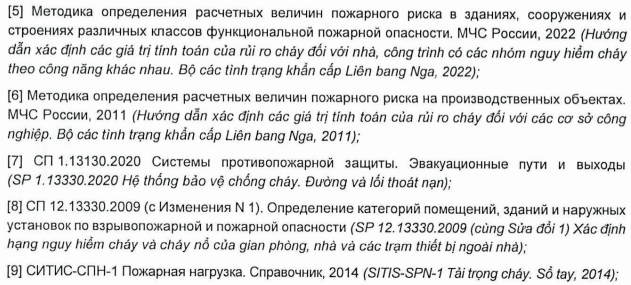 [5] Методика определения расчетных величин пожарного риска в зданиях, сооружениях и
строениях различных классов функциональной пожарной опасности. МЧС России, 2022 (Hướng
dẫn xác định các giá trị tính toán của rủi ro cháy đối với nhà, công trình có các nhóm nguy hiểm cháy
theo công năng khác nhau. Bộ các tình trạng khẩn cấp Liên bang Nga, 2022);
[6] Методика определения расчетных величин пожарного риска на производственных объектах.
МЧС России, 2011 (Hướng dẫn xác định các giá trị tính toán của rủi ro cháy đối với các cơ sở công
nghiệp. Bộ các tình trạng khẩn cấp Liên bang Nga, 2011);
[7] СП 1.13130.2020 Системы противопожарной защиты. Эвакуационные пути и выходы
(SP 1.13330.2020 Hệ thống bảo vệ chống cháy. Đường và lối thoát nạn);
[8] СП 12.13330.2009 (с Изменения N 1). Определение категорий помещений, зданий и наружных
установок по взрывопожарной и пожарной опасности (SP 12.13330.2009 (cùng Sửa đổi 1) Xác định
hạng nguy hiểm cháy và cháy nổ của gian phòng, nhà và các trạm thiết bị ngoài nhà);
[9] СИТИС-СПН-1 Пожарная нагрузка. Справочник, 2014 (SITIS-SPN-1 Tải trọng cháy. Sổ tay, 2014);